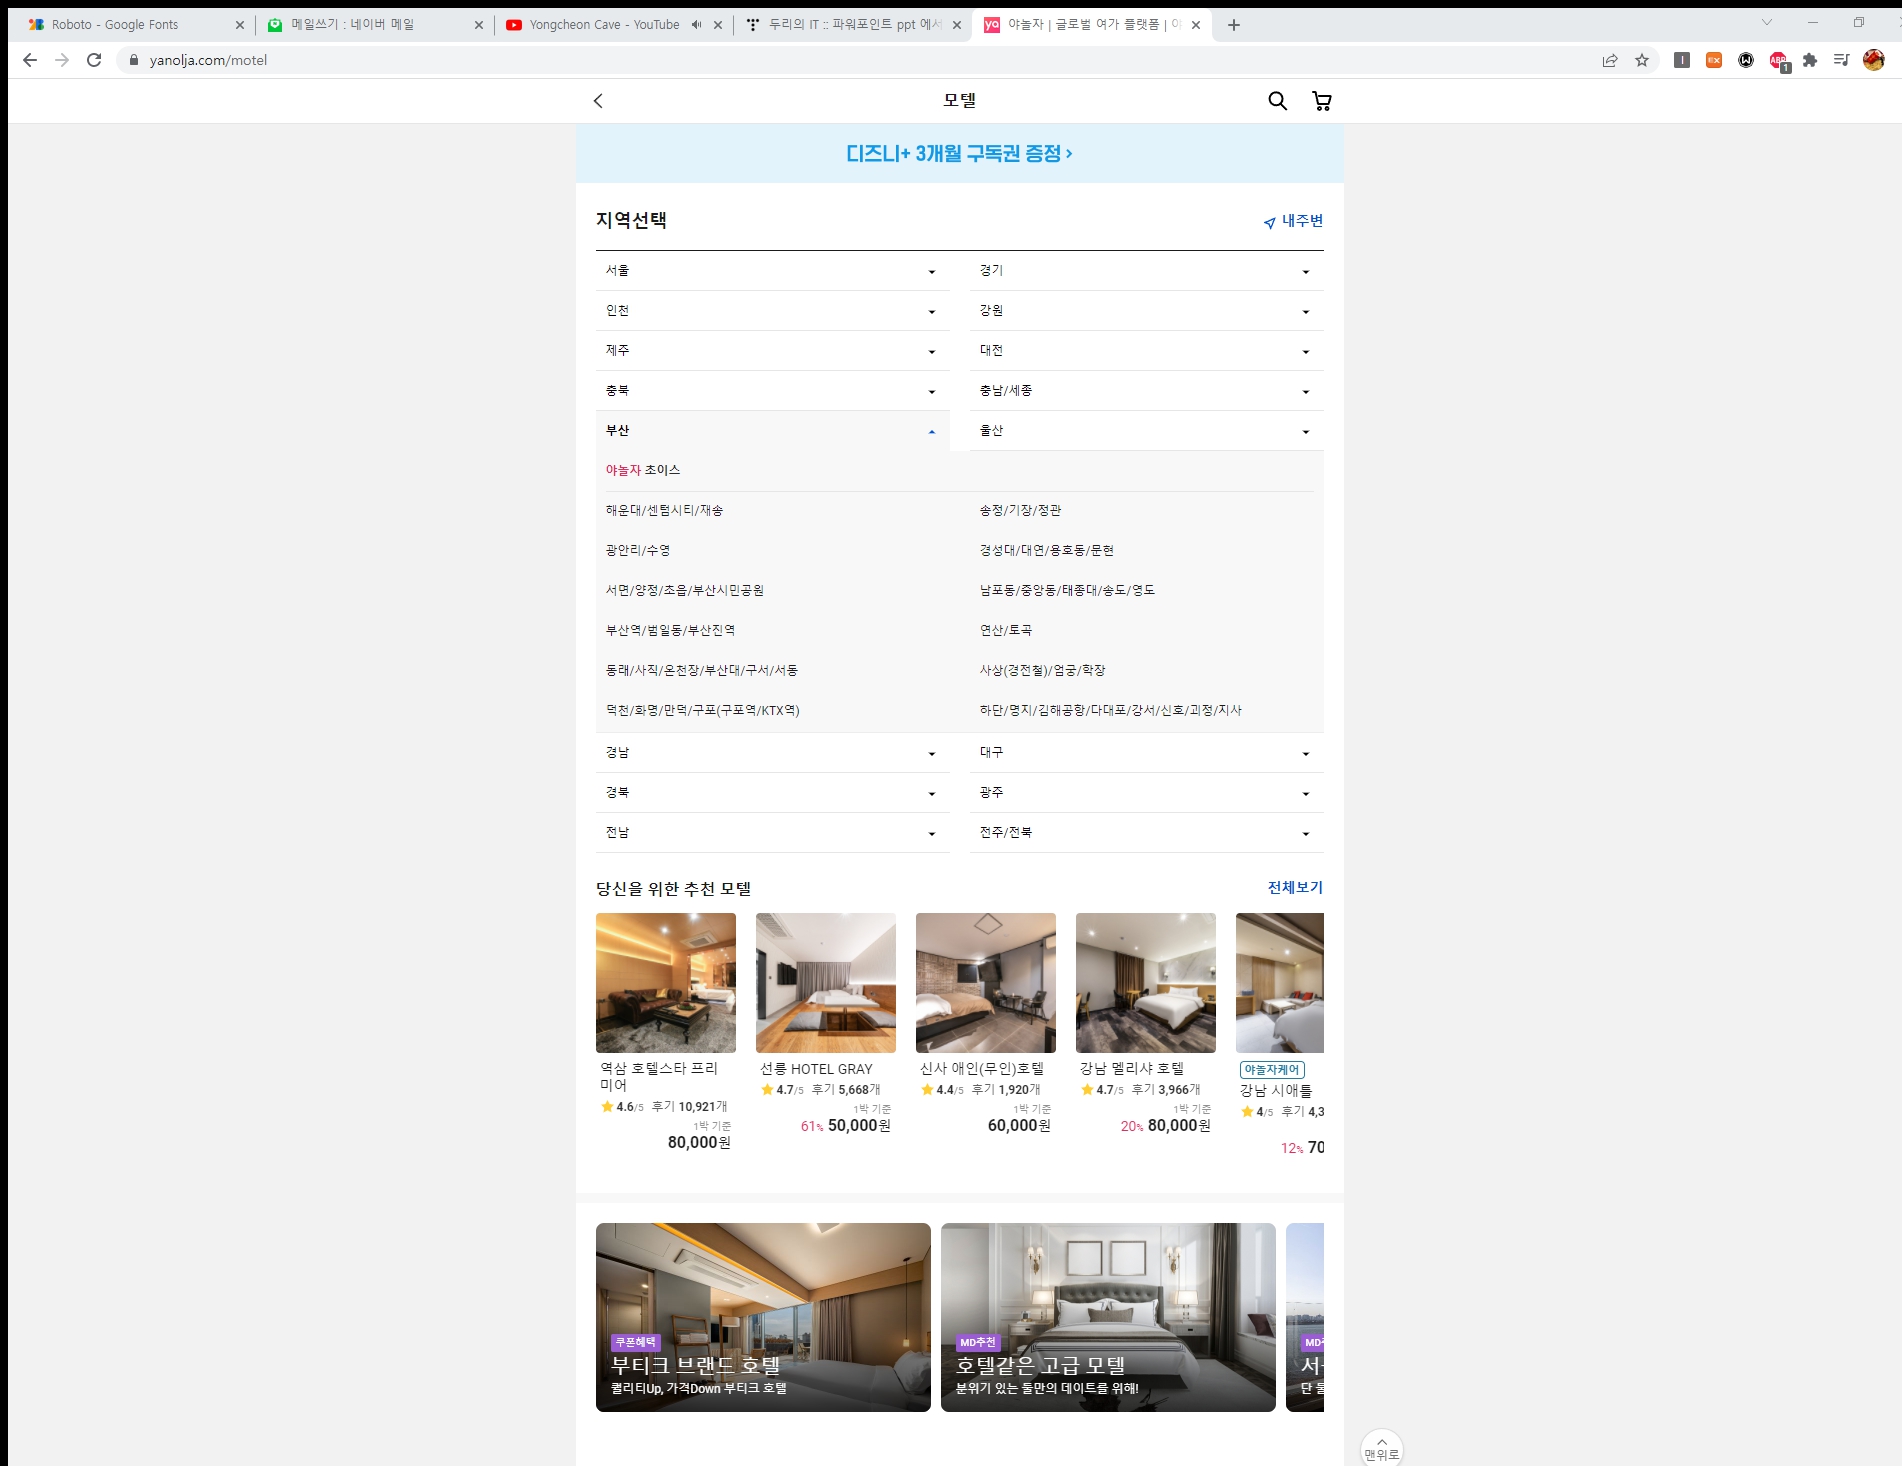 Roboto - Google Fonts
메일쓰기 : 네이버 메일
Yongcheon Cave - YouTube
두리의 IT :: 파워포인트 ppt 에서
야놀자 | 글로벌 여가 플랫폼 |
yanolja.com/motel
모텔
디즈니+ 3개월 구독권 증정 >
지역선택
내주변
서울
경기
인천
강원
제주
대전
충북
충남/세종
부산
울산
야놀자 초이스
해운대/센텀시티/재송
송정/기장/정관
광안리/수영
경성대/대연/용호동/문현
서면/양정/초읍/부산시민공원
남포동/중앙동/태종대/송도/영도
부산역/범일동/부산진역
연산/토곡
동래/사직/온천장/부산대/구서/서동
사상(경전철)/엄궁/학장
덕천/화명/만덕/구포(구포역/KTX역)
하단/명지/김해공항/다대포/강서/신호/괴정/지사
경남
대구
경북
광주
전남
전주/전북
당신을 위한 추천 모텔
전체보기
역삼 호텔스타 프리
미어
4.6/5 후기 10,921개
1박 기준
80,000원
선릉 HOTEL GRAY
4.7/5 후기 5,668개
1박 기준
61% 50,000원
신사 애인(무인)호텔
4.4/5 후기 1,920개
1박 기준
60,000원
강남 멜리샤 호텔
4.7/5 후기 3,966개
1박 기준
20% 80,000원
야놀자케어
강남 시애틀
4/5 후기 4,3
12% 70
쿠폰혜택
부티크 브랜드 호텔
퀄리티Up, 가격Down 부티크 호텔
MD추천
호텔같은 고급 모텔
분위기 있는 둘만의 데이트를 위해!
MD
서
단 둘
맨위로